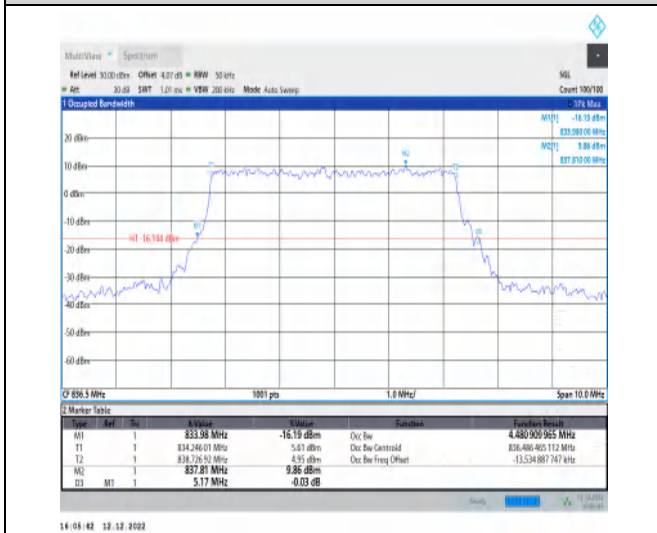 MultiView Spectrum
Ref Level 30.00 dBm Offset 4.07 dB RBW 50 kHz SGL
Att 30 dB SWT 1.01 ms VBW 200 kHz Mode Auto Sweep Count 100/100
1 Occupied Bandwidth 1Pk Max
M1[1] -16.19 dBm
833.980 00 MHz
M2[1] 9.86 dBm
837.810 00 MHz
20 dBm
10 dBm
0 dBm
-10 dBm
H1 -16.144 dBm
-20 dBm
-30 dBm
-40 dBm
-50 dBm
-60 dBm
M2
T2
M1
D3
CF 836.5 MHz 1001 pts 1.0 MHz/ Span 10.0 MHz
2 Marker Table
Type Ref Trc X-Value Y-Value Function Function Result
M1 1 833.98 MHz -16.19 dBm Occ Bw 4.480 909 965 MHz
T1 1 834.246 01 MHz 5.61 dBm Occ Bw Centroid 836.486 465 112 MHz
T2 1 838.726 92 MHz 4.95 dBm Occ Bw Freq Offset -13.534 887 747 kHz
M2 1 837.81 MHz 9.86 dBm
D3 M1 1 5.17 MHz -0.03 dB
Ready
16:05:42 12.12.2022